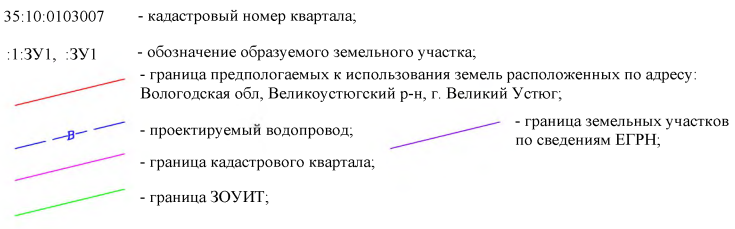 35:10:0103007 - кадастровый номер квартала;
:1:ЗУ1, :ЗУ1 - обозначение образуемого земельного участка;
- граница предпологаемых к использования земель расположенных по адресу:
Вологодская обл, Великоустюгский р-н, г. Великий Устюг;
В - проектируемый водопровод;
- граница кадастрового квартала;
- граница ЗОУИТ;
- граница земельных участков
по сведениям ЕГРН;